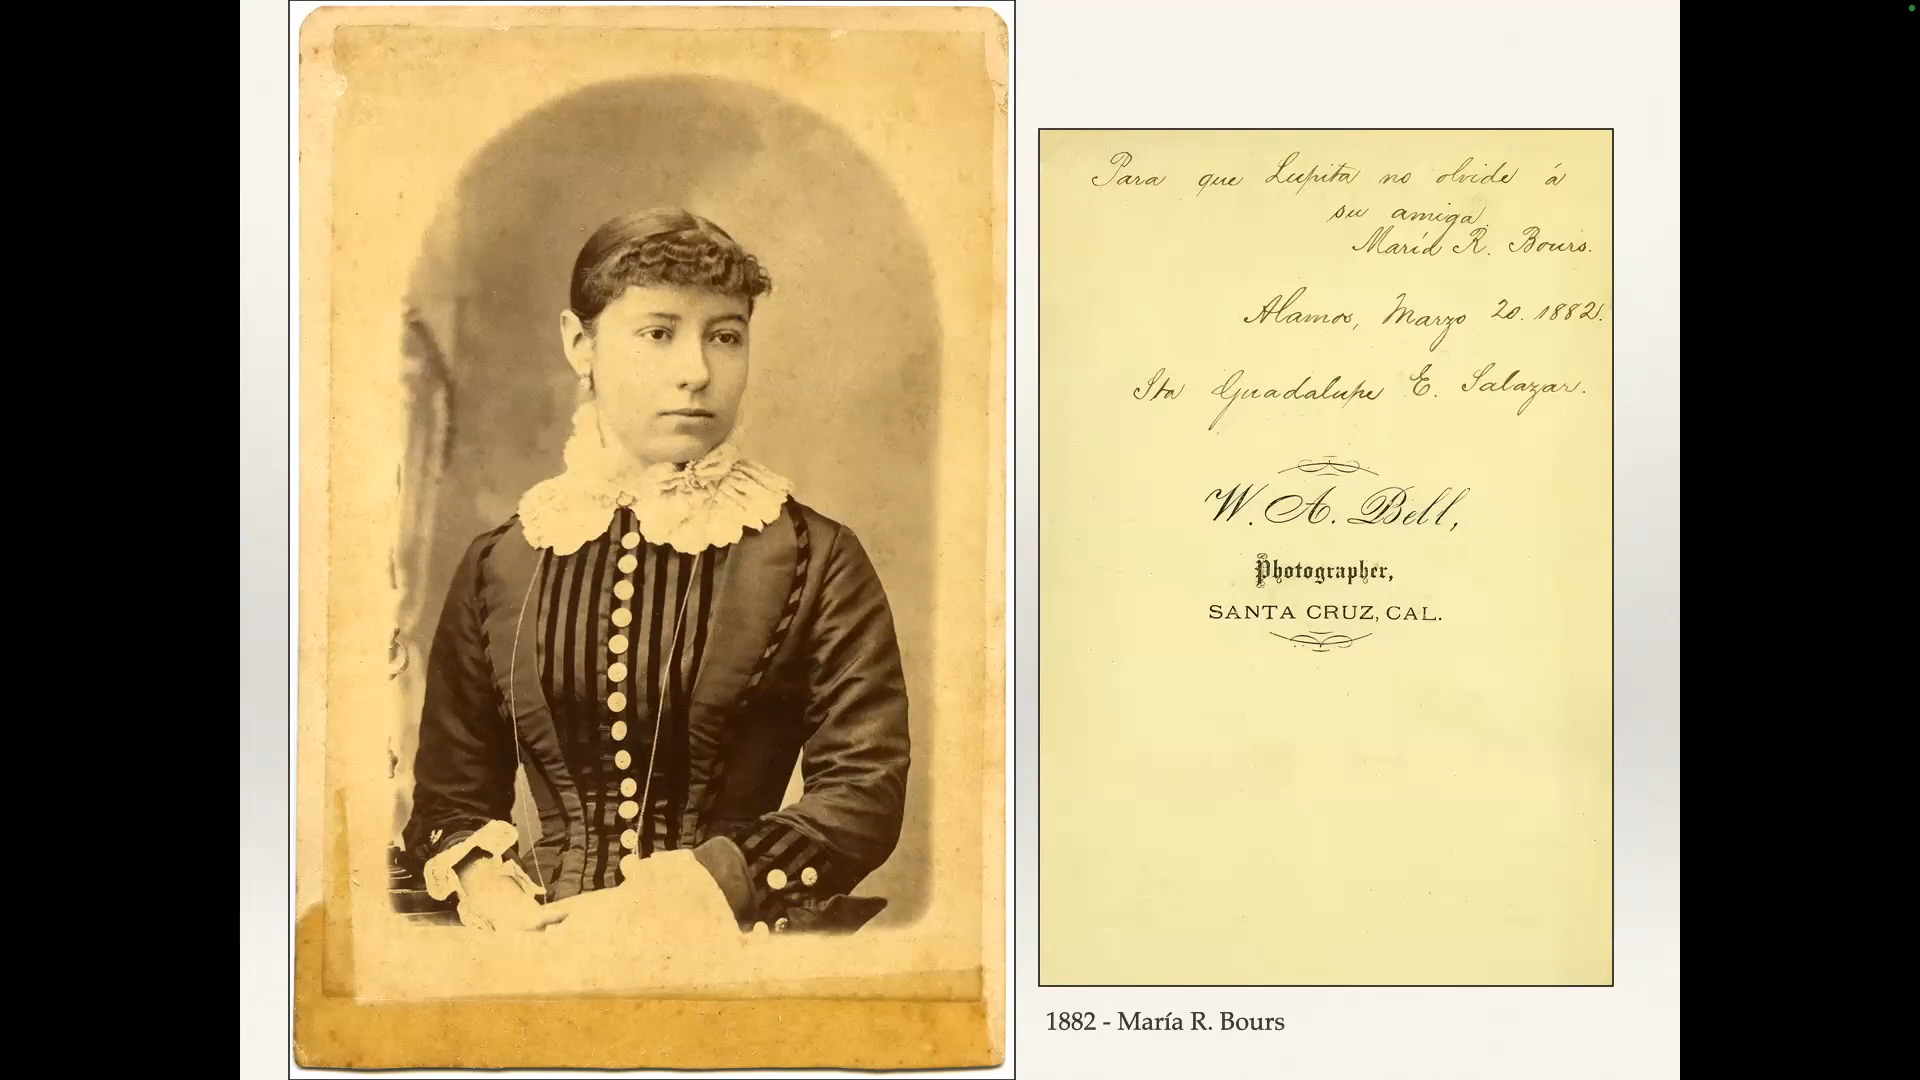 Para que Lupita no olvide á
su amiga
María R. Bours.
Alamos, Marzo 20. 1882.
Sta Guadalupe E. Salazar.
W. A. Bell,
Photographer,
SANTA CRUZ, CAL.
1882 - María R. Bours